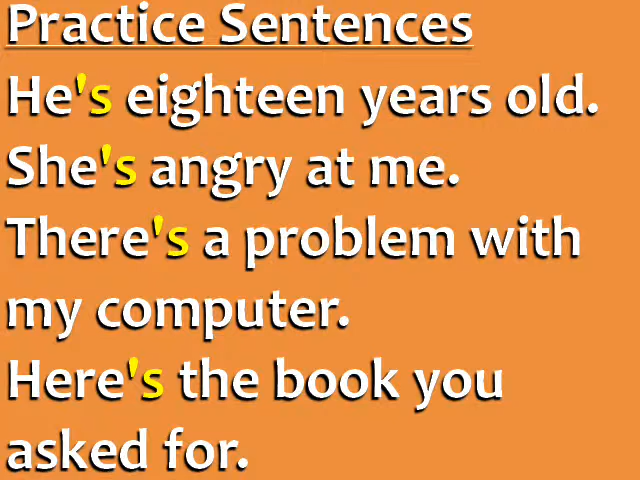 Practice Sentences
He's eighteen years old.
She's angry at me.
There's a problem with
my computer.
Here's the book you
asked for.